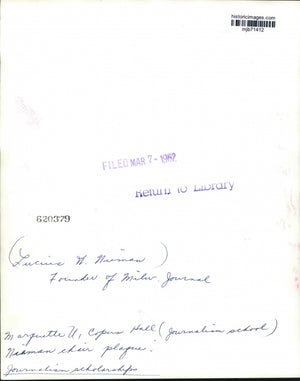 historicimages.com
mjb71412
FILED MAR 7-1962
Return to Library
620379
(Lucius W. Nieman)
Founder of Milw. Journal
Marquette U, Copus Hall (Journalism school)
Nieman chair plaque.
Journalism scholarships